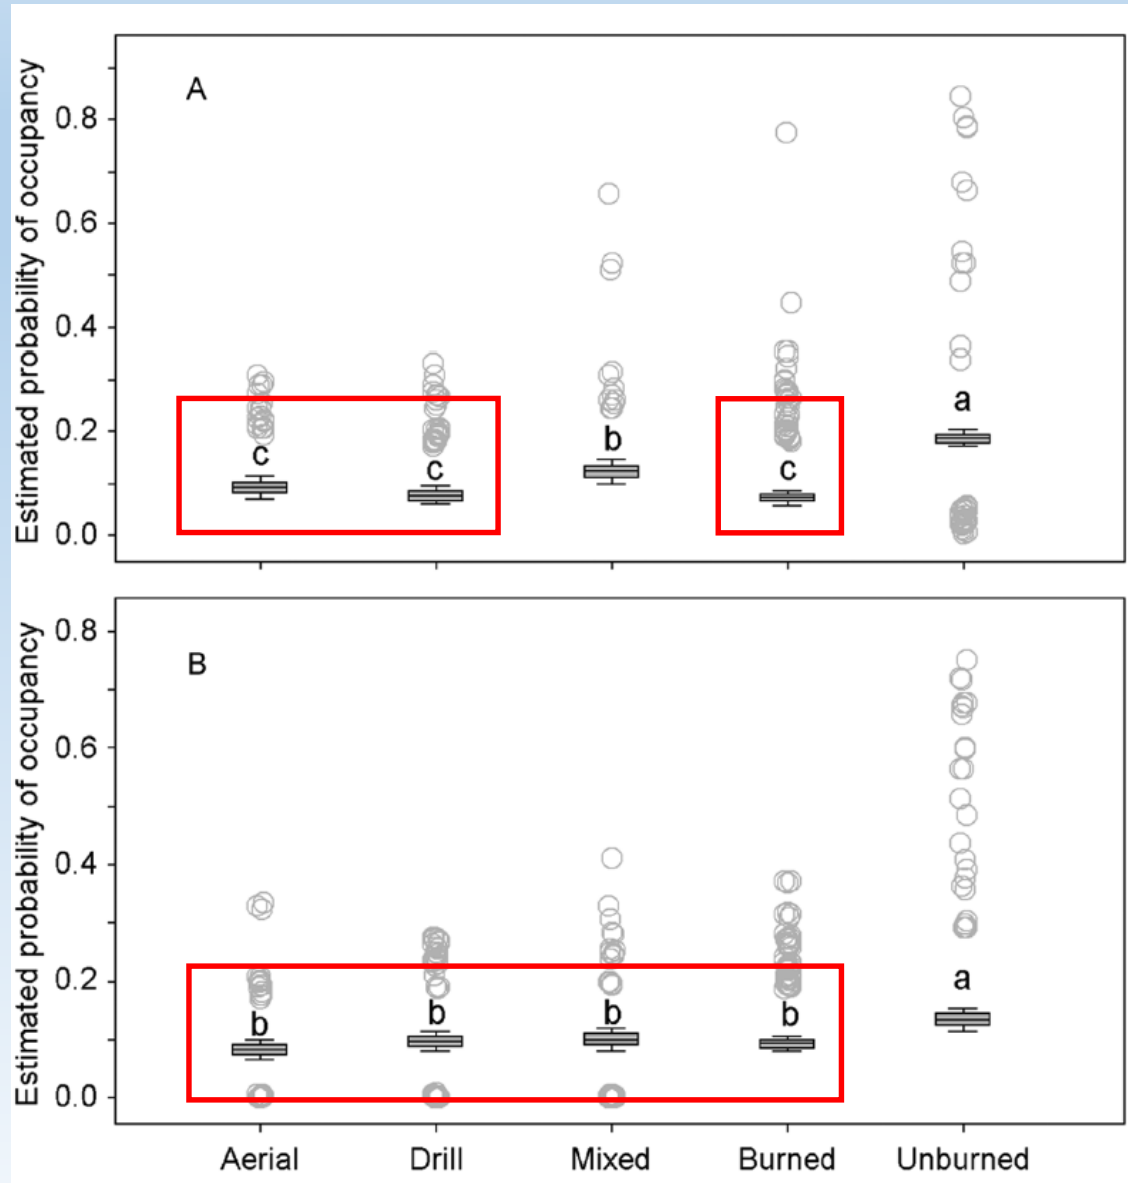 Estimated probability of occupancy
A
0.8
0.6
0.4
0.2
0.0
c
c
b
c
a
Estimated probability of occupancy
B
0.8
0.6
0.4
0.2
0.0
b
b
b
b
a
Aerial Drill Mixed Burned Unburned